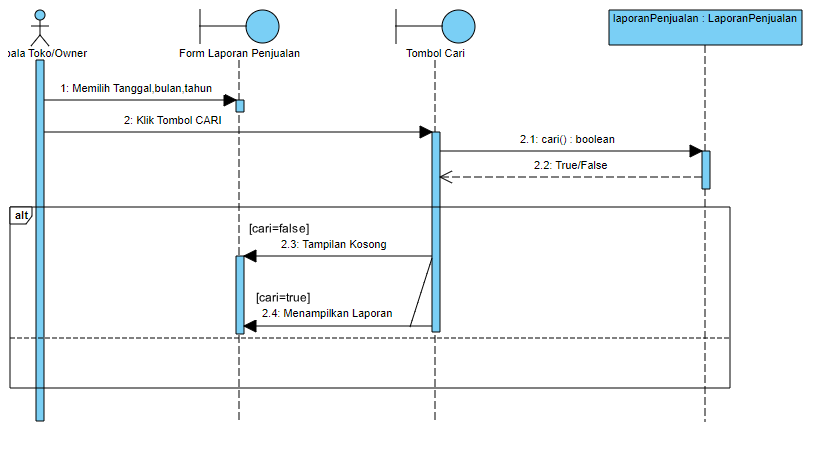 laporanPenjualan : LaporanPenjualan
pala Toko/Owner
Form Laporan Penjualan
Tombol Cari
1: Memilih Tanggal,bulan,tahun
2: Klik Tombol CARI
2.1: cari() : boolean
2.2: True/False
alt
[cari=false]
2.3: Tampilan Kosong
[cari=true]
2.4: Menampilkan Laporan